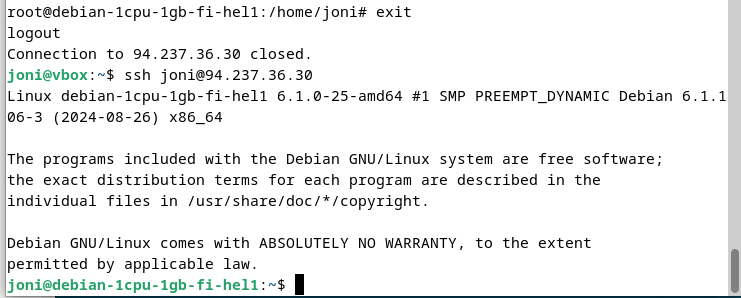 root@debian-1cpu-1gb-fi-hel1:/home/joni# exit
logout
Connection to 94.237.36.30 closed.
joni@vbox:~$ ssh joni@94.237.36.30
Linux debian-1cpu-1gb-fi-hel1 6.1.0-25-amd64 #1 SMP PREEMPT_DYNAMIC Debian 6.1.1
06-3 (2024-08-26) x86_64
The programs included with the Debian GNU/Linux system are free software;
the exact distribution terms for each program are described in the
individual files in /usr/share/doc/*/copyright.
Debian GNU/Linux comes with ABSOLUTELY NO WARRANTY, to the extent
permitted by applicable law.
joni@debian-1cpu-1gb-fi-hel1:~$